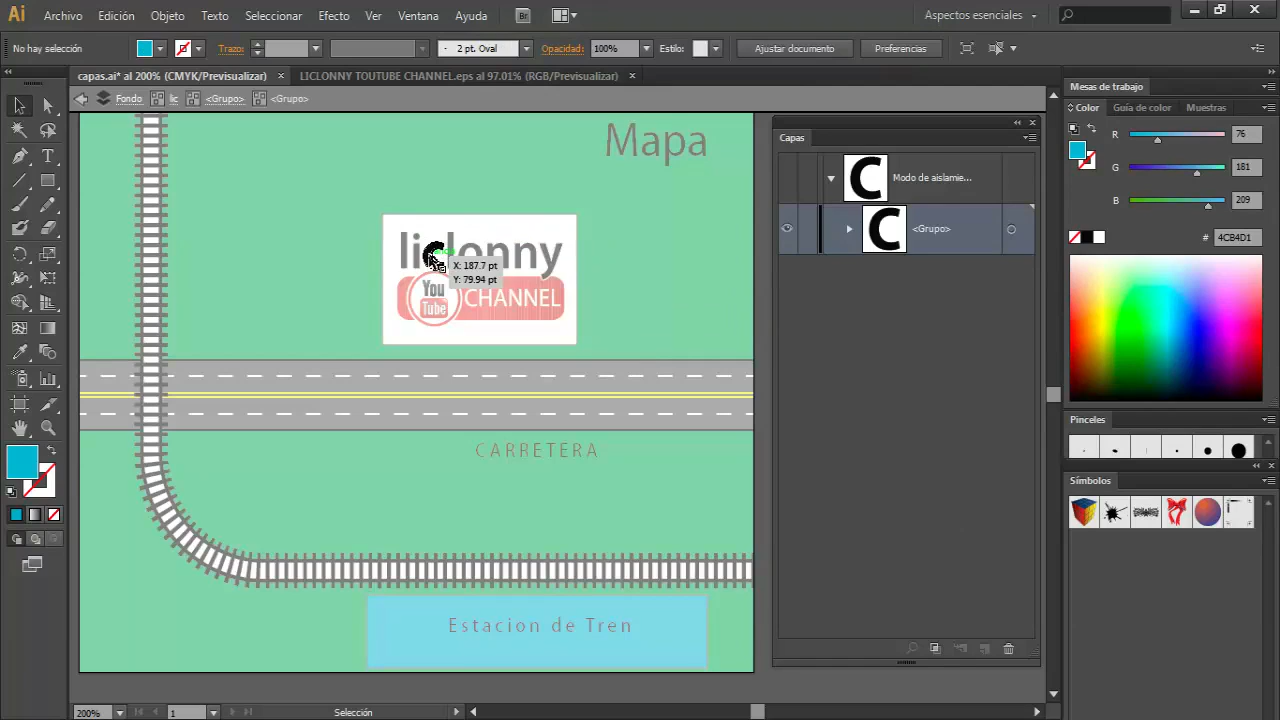 Ai Archivo Edición Objeto Texto Seleccionar Efecto Ver Ventana Ayuda Br Aspectos esenciales
No hay selección Trazo: 2 pt. Oval Opacidad: 100% Estilo: Ajustar documento Preferencias
capas.ai* al 200% (CMYK/Previsualizar) × LICLONNY TOUTUBE CHANNEL.eps al 97.01% (RGB/Previsualizar) ×
Fondo lic <Grupo> <Grupo>
Mesas de trabajo
Color Guía de color Muestras
R 76
G 181
B 209
# 4CB4D1
Capas
C Modo de aislamie...
C <Grupo>
Mapa
liclonny
X: 187.7 pt
Y: 79.94 pt
You Tube CHANNEL
CARRETERA
Estacion de Tren
Pinceles
Símbolos
200% 1 Selección